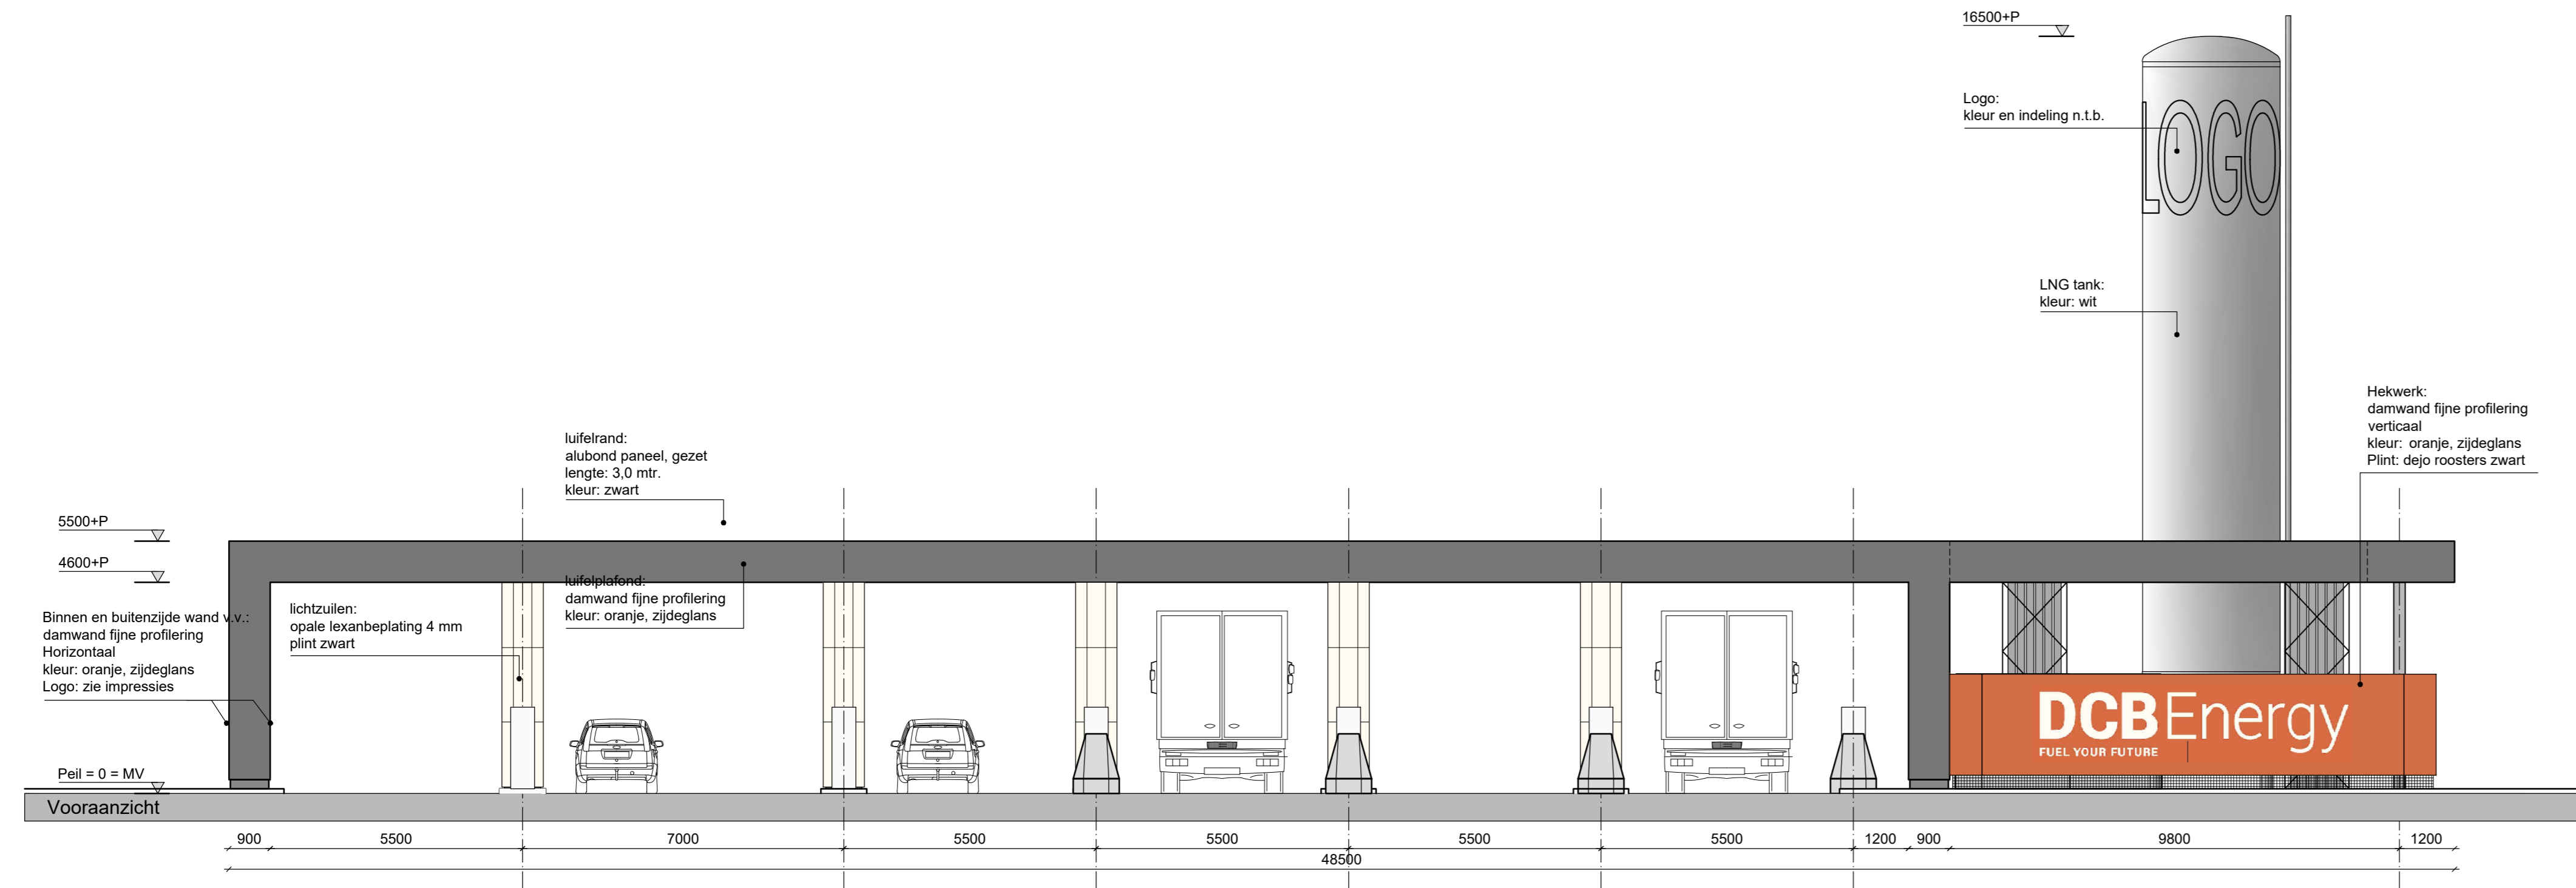 16500+P
Logo:
kleur en indeling n.t.b.
LOGO
LNG tank:
kleur: wit
Hekwerk:
damwand fijne profilering
verticaal
kleur: oranje, zijdeglans
Plint: dejo roosters zwart
luifelrand:
alubond paneel, gezet
lengte: 3,0 mtr.
kleur: zwart
5500+P
4600+P
luifelplafond:
damwand fijne profilering
kleur: oranje, zijdeglans
Binnen en buitenzijde wand v.v.:
damwand fijne profilering
Horizontaal
kleur: oranje, zijdeglans
Logo: zie impressies
lichtzuilen:
opale lexanbeplating 4 mm
plint zwart
DCB Energy
FUEL YOUR FUTURE
Peil = 0 = MV
Vooraanzicht
900 5500 7000 5500 5500 5500 5500 1200 900 9800 1200
48500